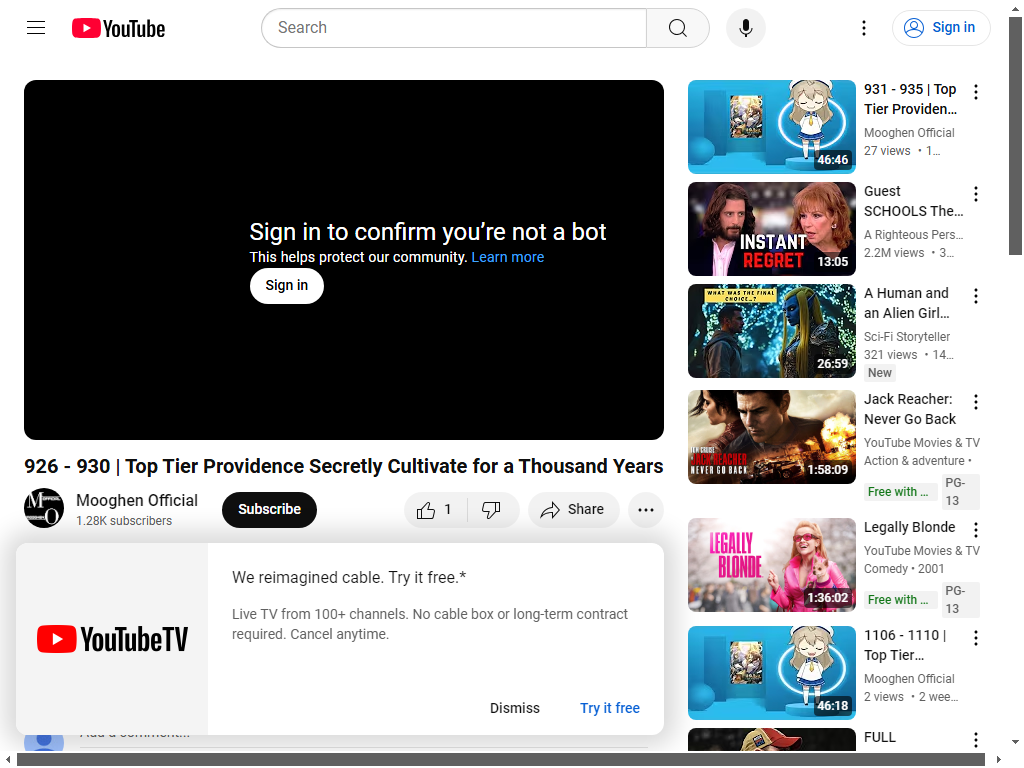 YouTube
Search
Sign in
Sign in to confirm you’re not a bot
This helps protect our community. Learn more
Sign in
926 - 930 | Top Tier Providence Secretly Cultivate for a Thousand Years
Mooghen Official
1.28K subscribers
Subscribe
1
Share
We reimagined cable. Try it free.*
Live TV from 100+ channels. No cable box or long-term contract
required. Cancel anytime.
YouTubeTV
Dismiss
Try it free
Add a comment...
46:46
931 - 935 | Top
Tier Providen…
Mooghen Official
27 views • 1…
INSTANT
REGRET
13:05
Guest
SCHOOLS The…
A Righteous Pers…
2.2M views • 3…
WHAT WAS THE FINAL
CHOICE...?
26:59
A Human and
an Alien Girl…
Sci-Fi Storyteller
321 views • 14…
New
JACK REACHER
NEVER GO BACK
1:58:09
Jack Reacher:
Never Go Back
YouTube Movies & TV
Action & adventure •
Free with …
PG-
13
LEGALLY
BLONDE
1:36:02
Legally Blonde
YouTube Movies & TV
Comedy • 2001
Free with …
PG-
13
46:18
1106 - 1110 |
Top Tier…
Mooghen Official
2 views • 2 wee…
FULL